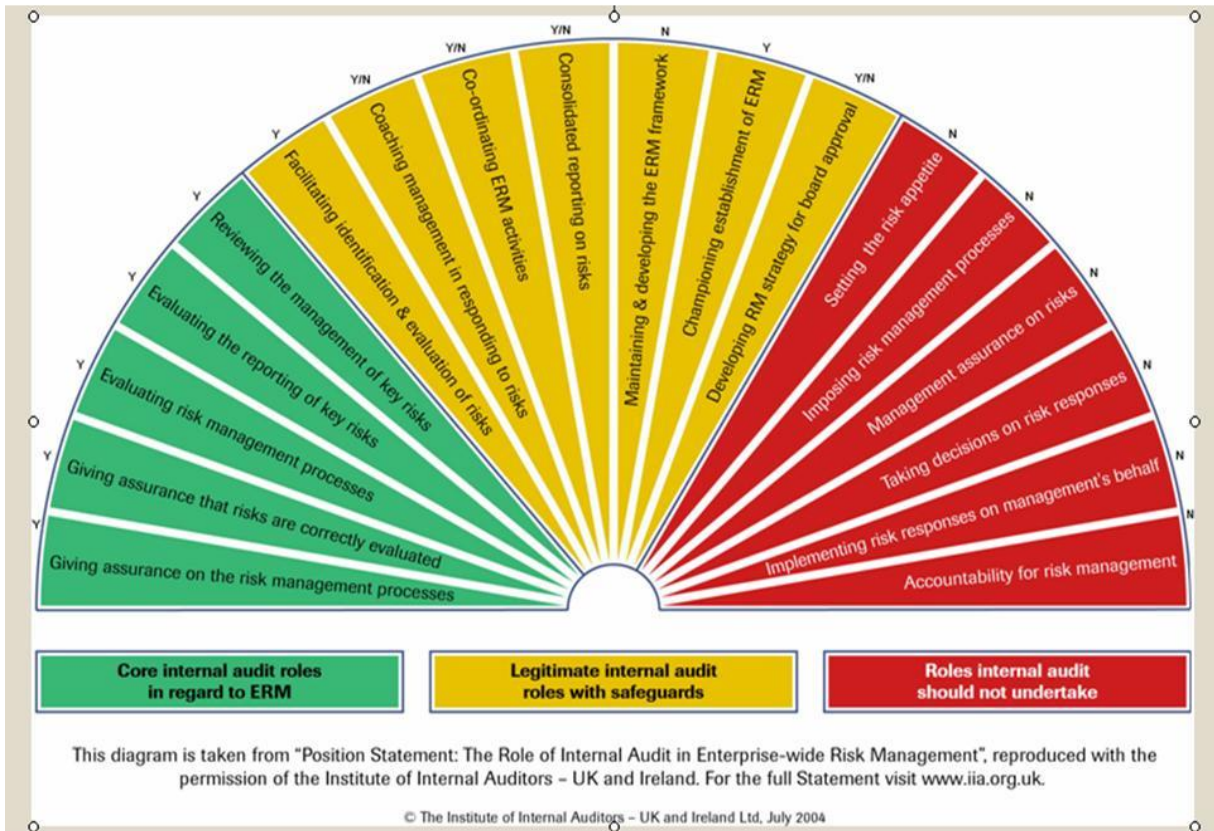 Y
Giving assurance on the risk management processes
Y
Giving assurance that risks are correctly evaluated
Y
Evaluating risk management processes
Y
Evaluating the reporting of key risks
Y
Reviewing the management of key risks
Y
Facilitating identification & evaluation of risks
Y/N
Coaching management in responding to risks
Y/N
Co-ordinating ERM activities
Y/N
Consolidated reporting on risks
N
Maintaining & developing the ERM framework
Y
Championing establishment of ERM
Y/N
Developing RM strategy for board approval
N
Setting the risk appetite
N
Imposing risk management processes
N
Management assurance on risks
N
Taking decisions on risk responses
N
Implementing risk responses on management's behalf
N
Accountability for risk management
Core internal audit roles
in regard to ERM
Legitimate internal audit
roles with safeguards
Roles internal audit
should not undertake
This diagram is taken from "Position Statement: The Role of Internal Audit in Enterprise-wide Risk Management", reproduced with the
permission of the Institute of Internal Auditors – UK and Ireland. For the full Statement visit www.iia.org.uk.
© The Institute of Internal Auditors – UK and Ireland Ltd, July 2004